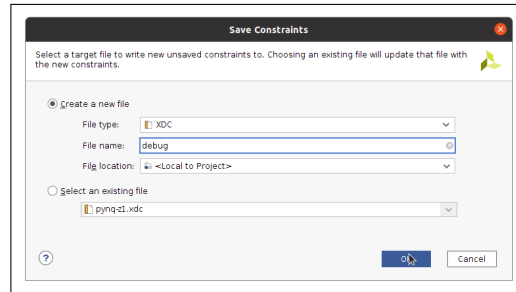 Save Constraints
Select a target file to write new unsaved constraints to. Choosing an existing file will update that file with
the new constraints.
Create a new file
File type: XDC
File name: debug
File location: <Local to Project>
Select an existing file
pynq-z1.xdc
?
OK Cancel